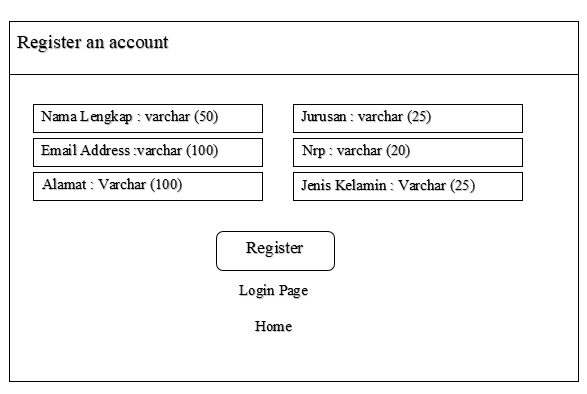 Register an account
Nama Lengkap : varchar (50)
Jurusan : varchar (25)
Email Address :varchar (100)
Nrp : varchar (20)
Alamat : Varchar (100)
Jenis Kelamin : Varchar (25)
Register
Login Page
Home